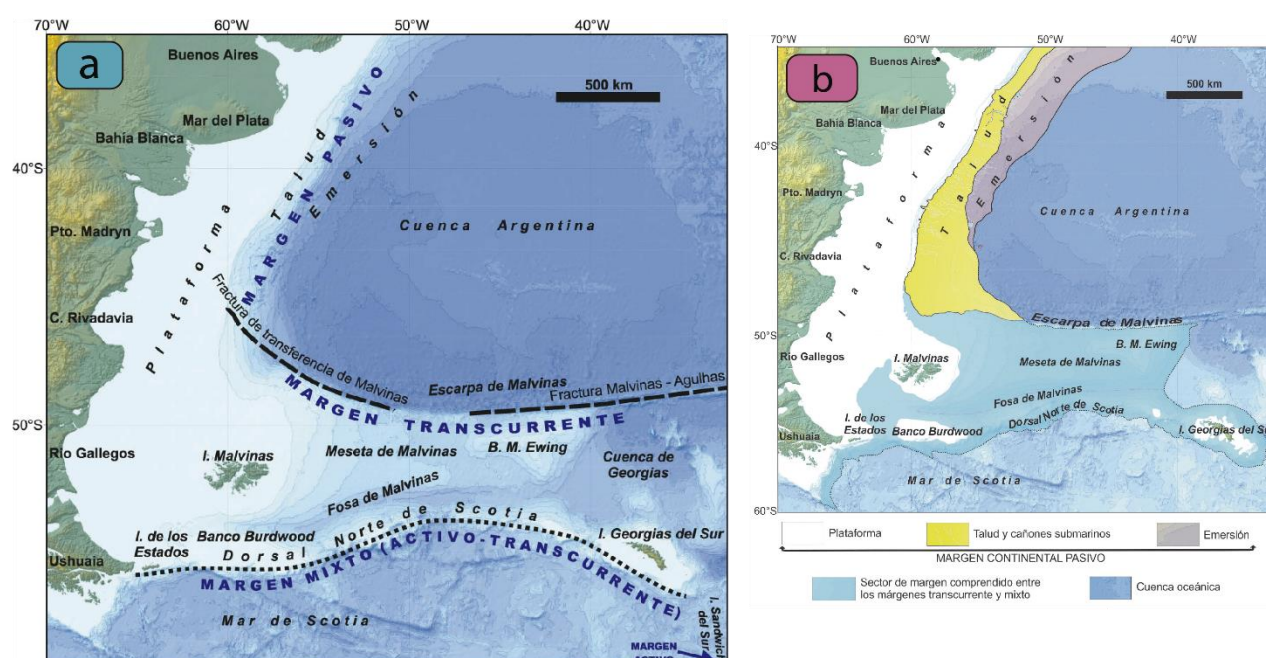 70°W
60°W
50°W
40°W
a
Buenos Aires
500 km
Mar del Plata
Bahía Blanca
Talud
MARGEN PASIVO
Emersión
40°S
Plataforma
Cuenca Argentina
Pto. Madryn
C. Rivadavia
Fractura de transferencia de Malvinas
Escarpa de Malvinas
Fractura Malvinas - Agulhas
MARGEN TRANSCURRENTE
50°S
Río Gallegos
I. Malvinas
Meseta de Malvinas
B. M. Ewing
Cuenca de
Georgias
Fosa de Malvinas
I. de los
Estados
Banco Burdwood
Dorsal Norte de Scotia
I. Georgias del Sur
Ushuaia
MARGEN MIXTO (ACTIVO-TRANSCURRENTE)
Mar de Scotia
I. Sandwich
del Sur
MARGEN
70°W
60°W
50°W
40°W
b
Buenos Aires
500 km
Mar del Plata
Bahía Blanca
Talud
Emersión
40°S
Plataforma
Pto. Madryn
Cuenca Argentina
C. Rivadavia
50°S
Escarpa de Malvinas
B. M. Ewing
Río Gallegos
I. Malvinas
Meseta de Malvinas
Fosa de Malvinas
Dorsal Norte de Scotia
I. de los
Estados
Banco Burdwood
I. Georgias del Su
Ushuaia
Mar de Scotia
60°S
Plataforma
Talud y cañones submarinos
Emersión
MARGEN CONTINENTAL PASIVO
Sector de margen comprendido entre
los márgenes transcurrente y mixto
Cuenca oceánica